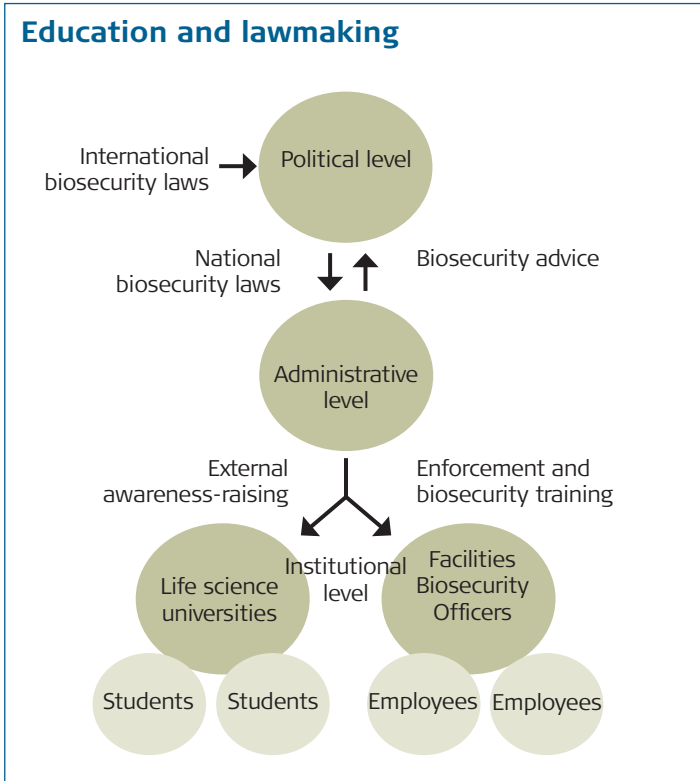 Education and lawmaking
Political level
International
biosecurity laws
National
biosecurity laws
Biosecurity advice
Administrative
level
External
awareness-raising
Enforcement and
biosecurity training
Institutional
level
Life science
universities
Facilities
Biosecurity
Officers
Students
Students
Employees
Employees